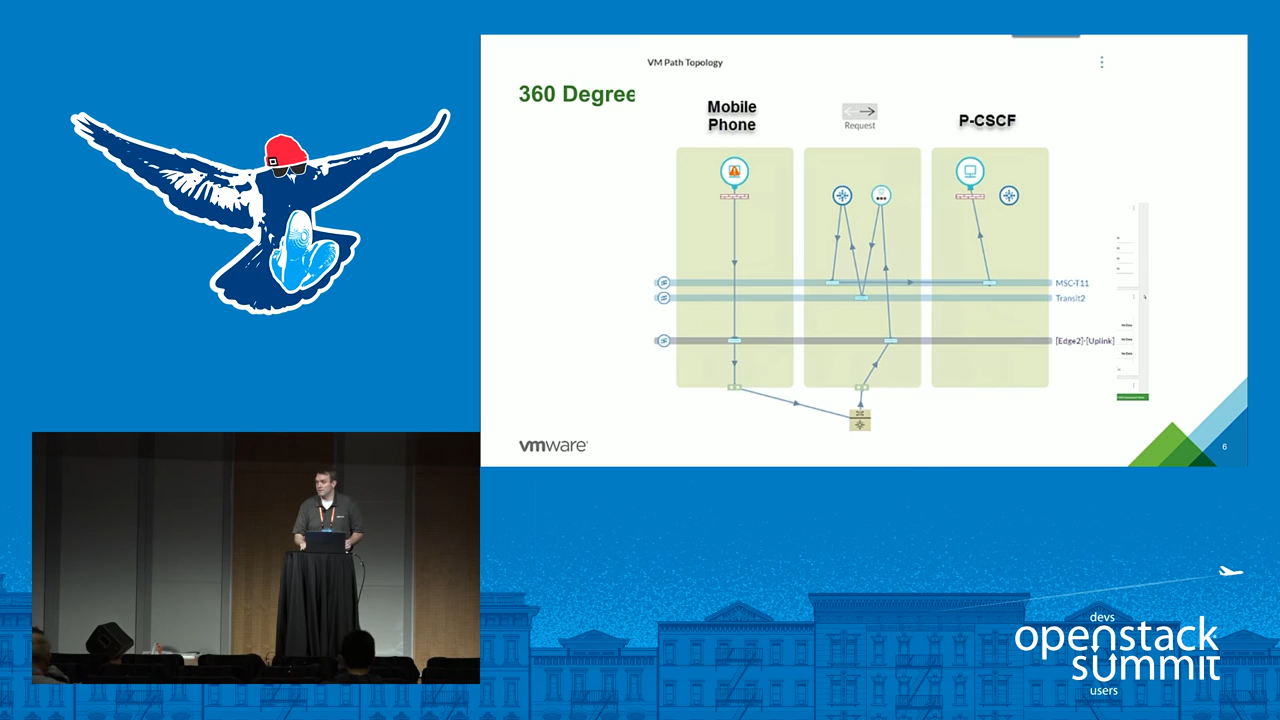 VM Path Topology
360 Degree
Mobile
Phone
Request
P-CSCF
MSC-T11
Transit2
[Edge2]-[Uplink]
vmware
6
devs
openstack
summit
users